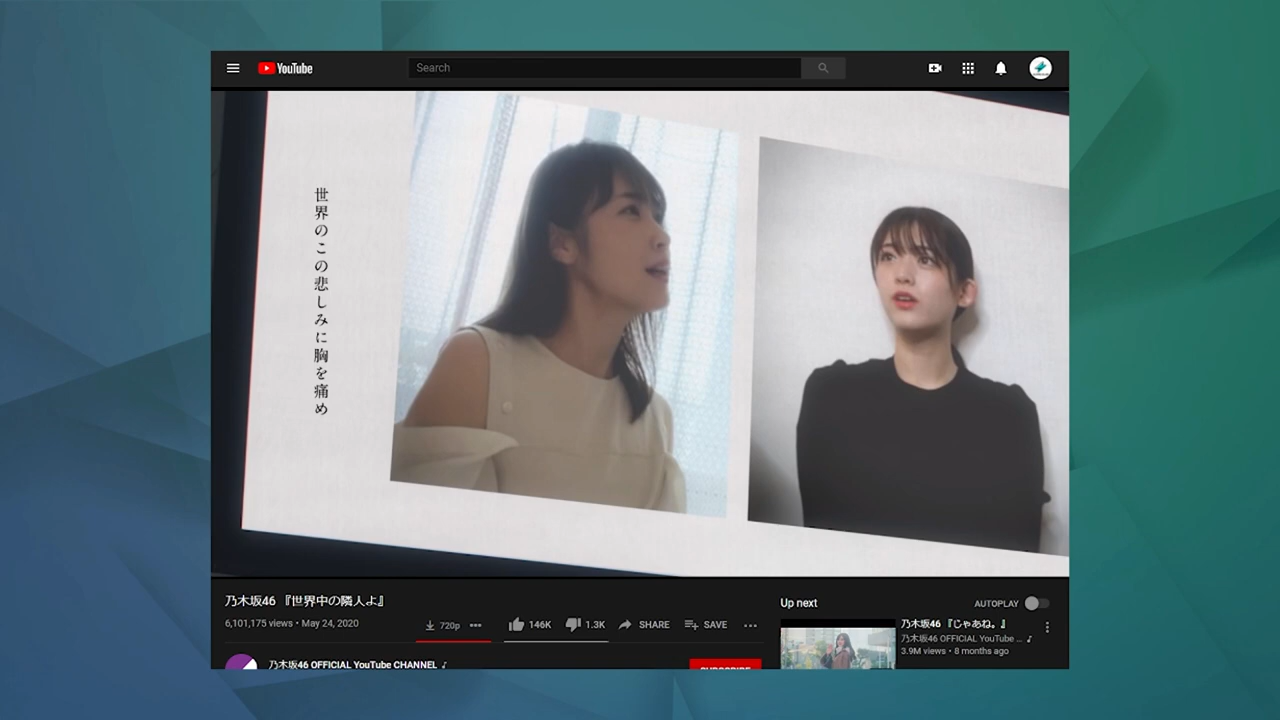 YouTube
Search
世界のこの悲しみに胸を痛め
乃木坂46 『世界中の隣人よ』
6,101,175 views • May 24, 2020
720p
146K
1.3K
SHARE
SAVE
Up next
AUTOPLAY
乃木坂46 『じゃあね。』
乃木坂46 OFFICIAL YouTube ... ♪
3.9M views • 8 months ago
乃木坂46 OFFICIAL YouTube CHANNEL ♪
SUBSCRIBE